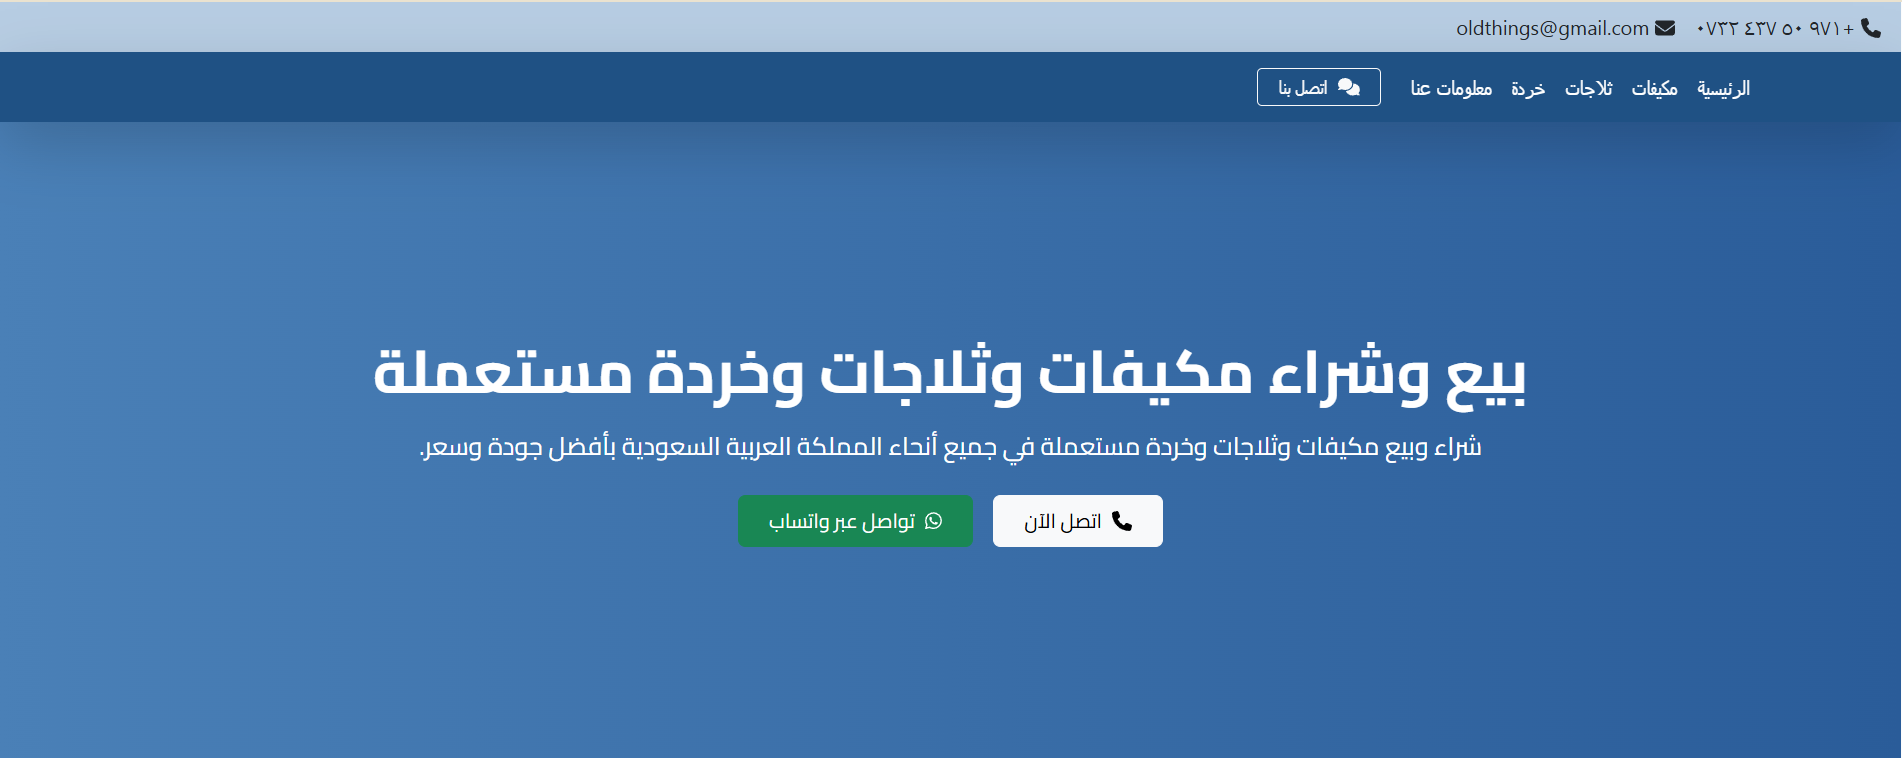 +٩٧١ ٥٠ ٤٣٧ ٠٧٣٢ oldthings@gmail.com
الرئيسية مكيفات ثلاجات خردة معلومات عنا اتصل بنا
بيع وشراء مكيفات وثلاجات وخردة مستعملة
شراء وبيع مكيفات وثلاجات وخردة مستعملة في جميع أنحاء المملكة العربية السعودية بأفضل جودة وسعر.
اتصل الآن تواصل عبر واتساب